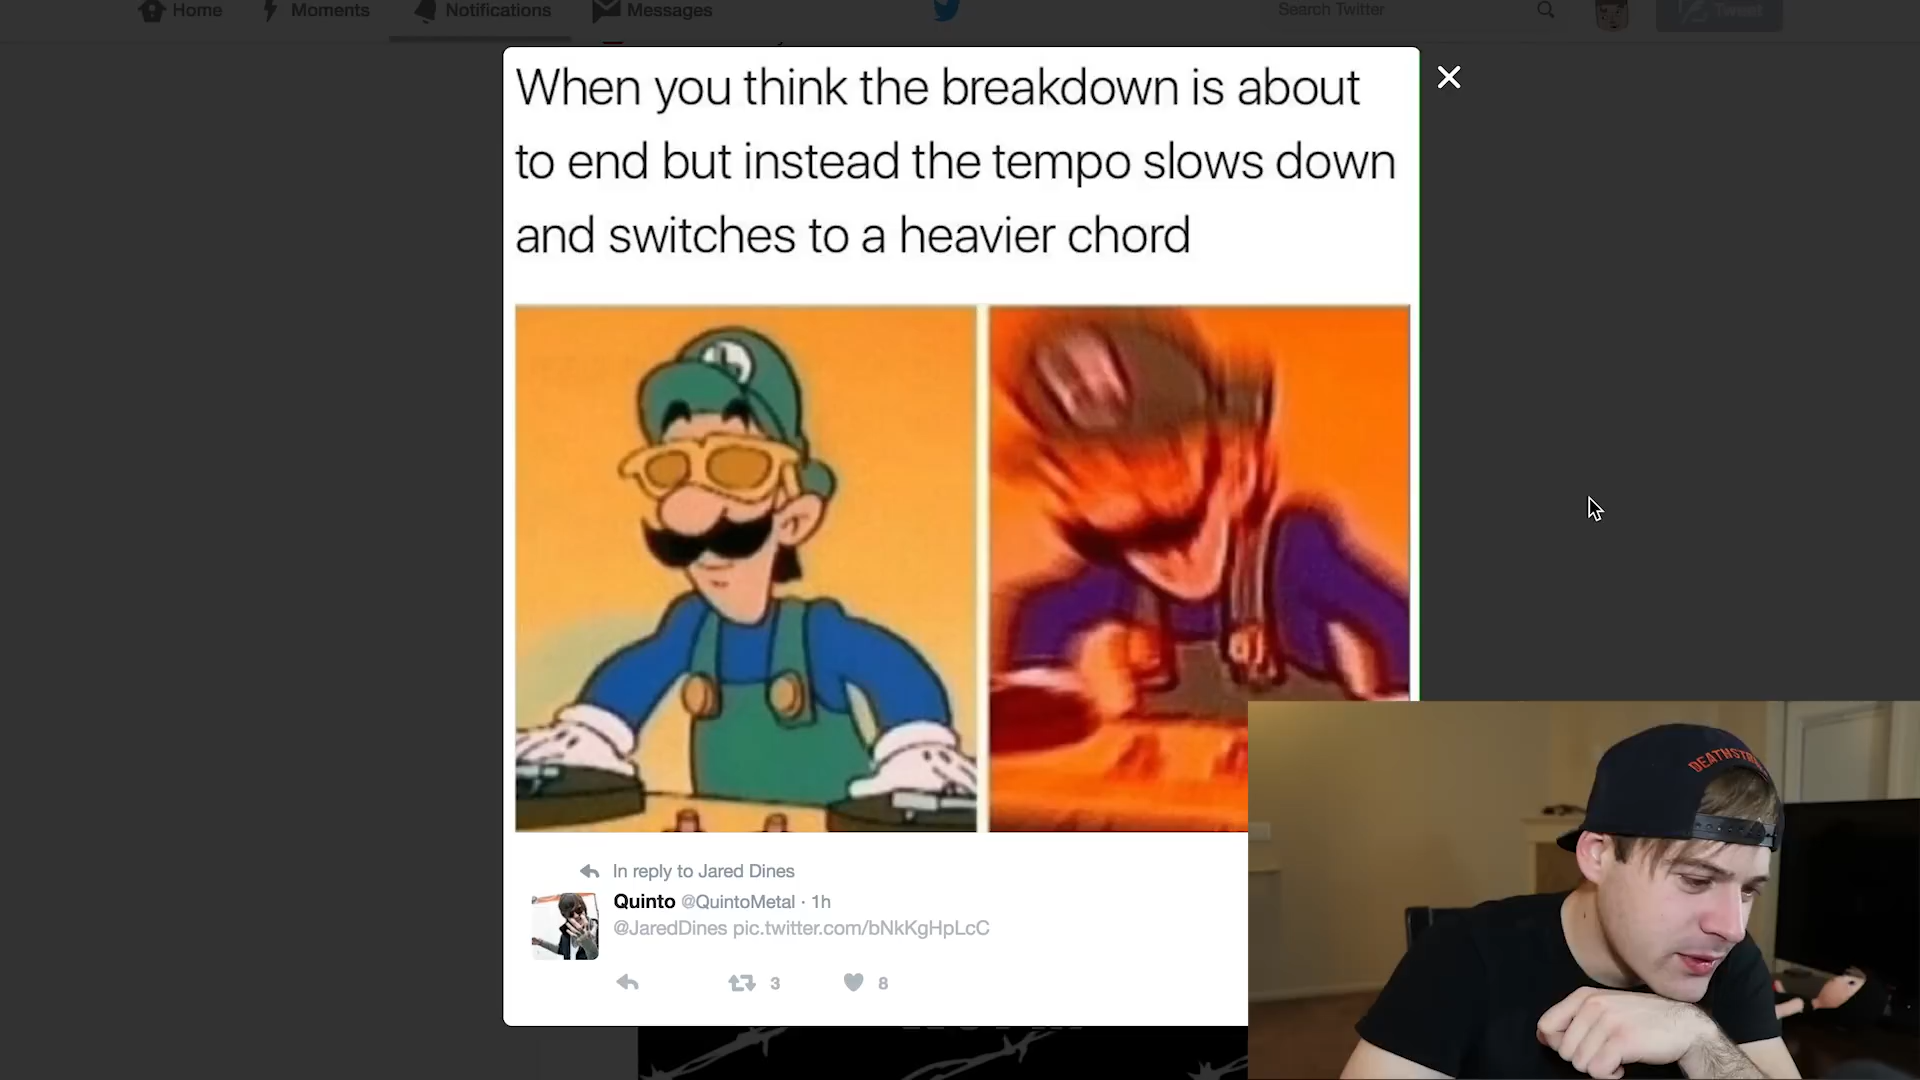 Home
Moments
Notifications
Messages
Search Twitter
Tweet
When you think the breakdown is about
to end but instead the tempo slows down
and switches to a heavier chord
L
In reply to Jared Dines
Quinto @QuintoMetal · 1h
@JaredDines pic.twitter.com/bNkKgHpLcC
3
8